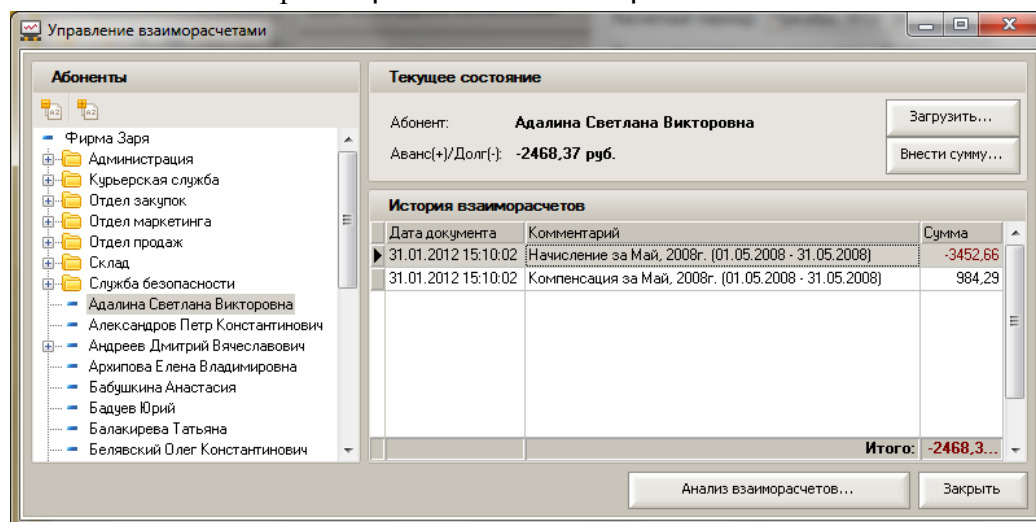 Управление взаиморасчетами
Абоненты
Фирма Заря
Администрация
Курьерская служба
Отдел закупок
Отдел маркетинга
Отдел продаж
Склад
Служба безопасности
Адалина Светлана Викторовна
Александров Петр Константинович
Андреев Дмитрий Вячеславович
Архипова Елена Владимировна
Бабушкина Анастасия
Бадуев Юрий
Балакирева Татьяна
Белявский Олег Константинович
Текущее состояние
Абонент: Адалина Светлана Викторовна
Аванс(+)/Долг(-): -2468,37 руб.
Загрузить...
Внести сумму...
История взаиморасчетов
Дата документа Комментарий Сумма
31.01.2012 15:10:02 Начисление за Май, 2008г. (01.05.2008 - 31.05.2008) -3452,66
31.01.2012 15:10:02 Компенсация за Май, 2008г. (01.05.2008 - 31.05.2008) 984,29
Итого: -2468,3...
Анализ взаиморасчетов... Закрыть